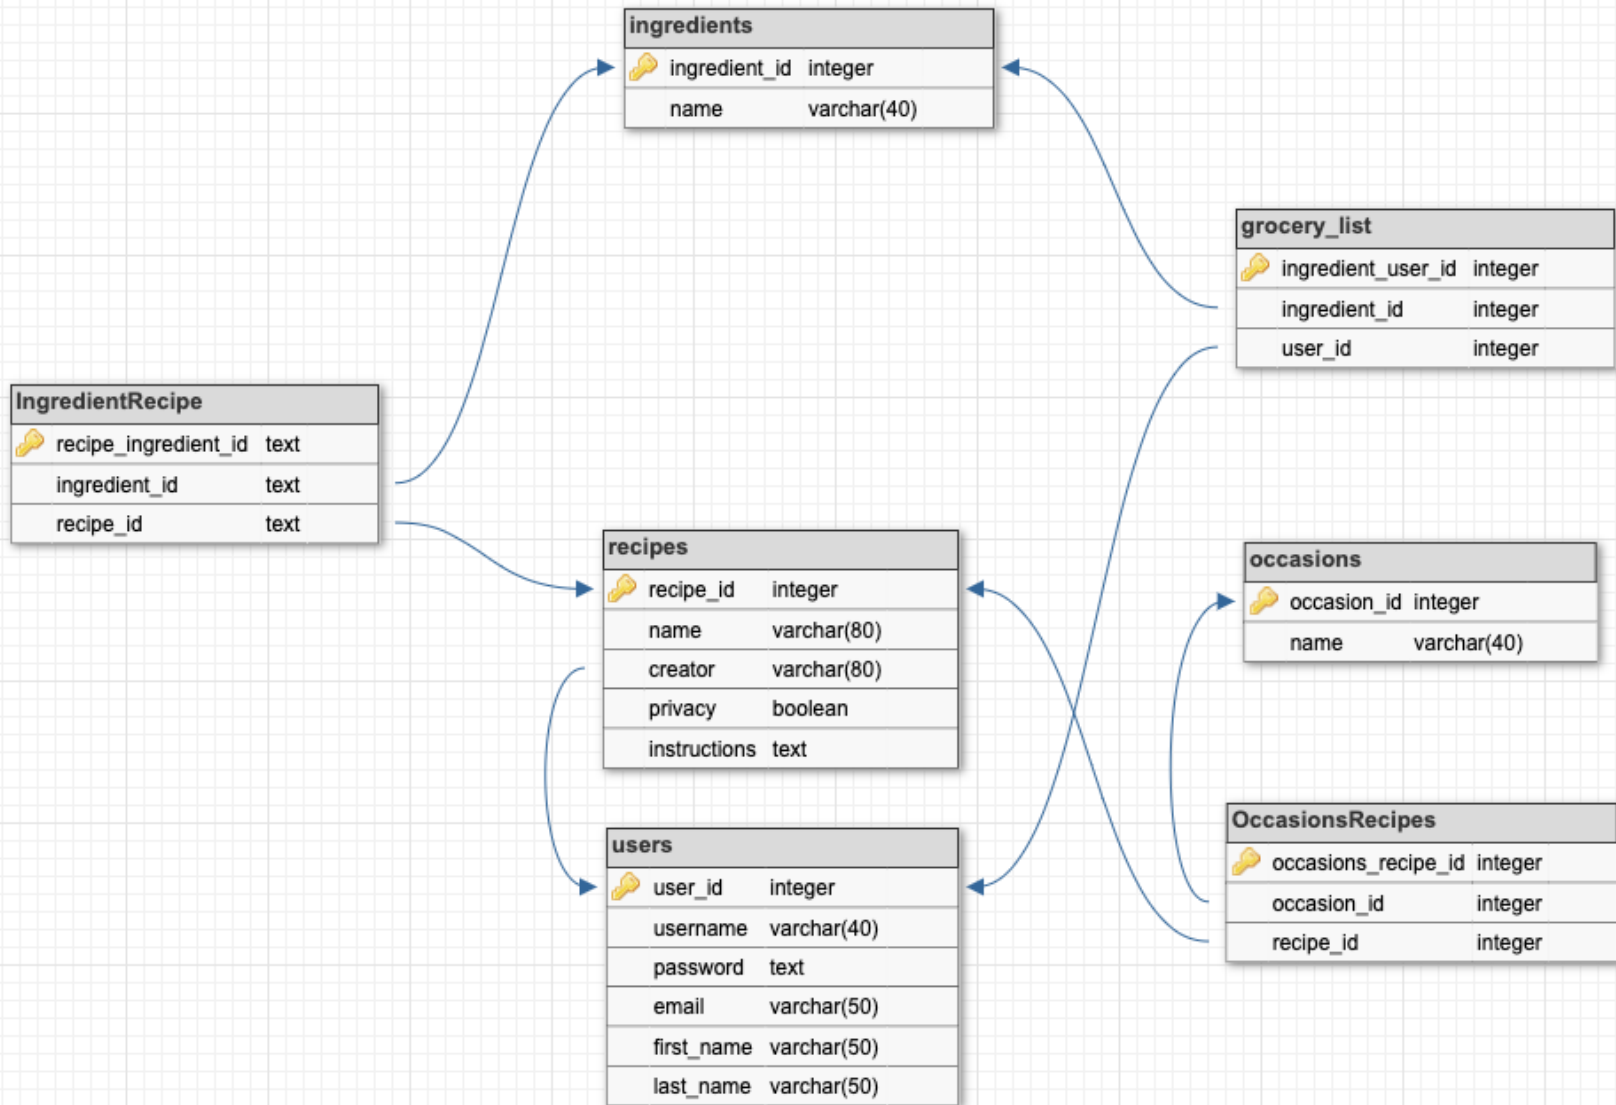 ingredients
ingredient_id integer
name varchar(40)
grocery_list
ingredient_user_id integer
ingredient_id integer
user_id integer
IngredientRecipe
recipe_ingredient_id text
ingredient_id text
recipe_id text
recipes
recipe_id integer
name varchar(80)
creator varchar(80)
privacy boolean
instructions text
occasions
occasion_id integer
name varchar(40)
users
user_id integer
username varchar(40)
password text
email varchar(50)
first_name varchar(50)
last_name varchar(50)
OccasionsRecipes
occasions_recipe_id integer
occasion_id integer
recipe_id integer